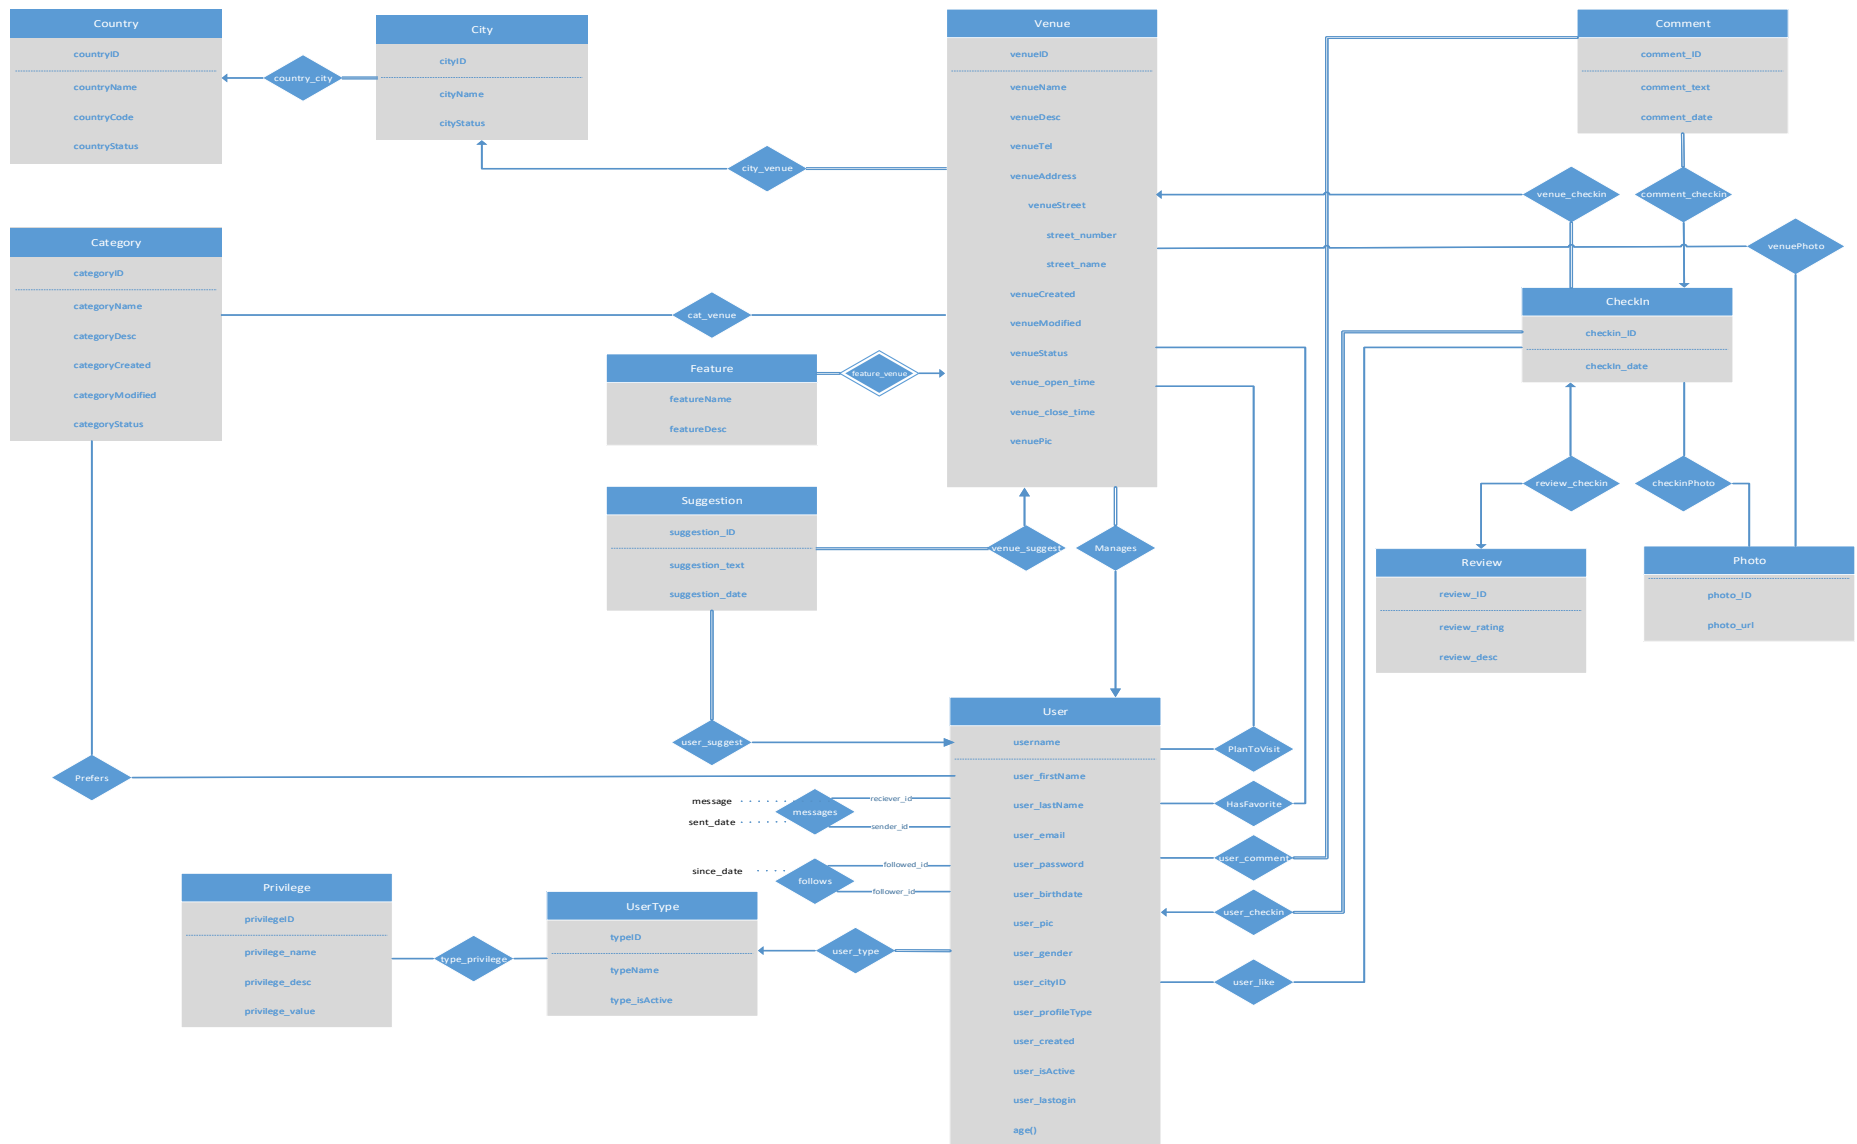 Country
countryID
countryName
countryCode
countryStatus
country_city
City
cityID
cityName
cityStatus
city_venue
Venue
venueID
venueName
venueDesc
venueTel
venueAddress
venueStreet
street_number
street_name
venueCreated
venueModified
venueStatus
venue_open_time
venue_close_time
venuePic
Comment
comment_ID
comment_text
comment_date
venue_checkin
comment_checkin
venuePhoto
Category
categoryID
categoryName
categoryDesc
categoryCreated
categoryModified
categoryStatus
cat_venue
Feature
featureName
featureDesc
feature_venue
CheckIn
checkin_ID
checkIn_date
review_checkin
checkinPhoto
Suggestion
suggestion_ID
suggestion_text
suggestion_date
venue_suggest
Manages
Review
review_ID
review_rating
review_desc
Photo
photo_ID
photo_url
user_suggest
Prefers
User
username
user_firstName
user_lastName
user_email
user_password
user_birthdate
user_pic
user_gender
user_cityID
user_profileType
user_created
user_isActive
user_lastogin
age()
PlanToVisit
HasFavorite
user_comment
user_checkin
user_like
message
sent_date
messages
reciever_id
sender_id
since_date
follows
followed_id
follower_id
Privilege
privilegeID
privilege_name
privilege_desc
privilege_value
type_privilege
UserType
typeID
typeName
type_isActive
user_type